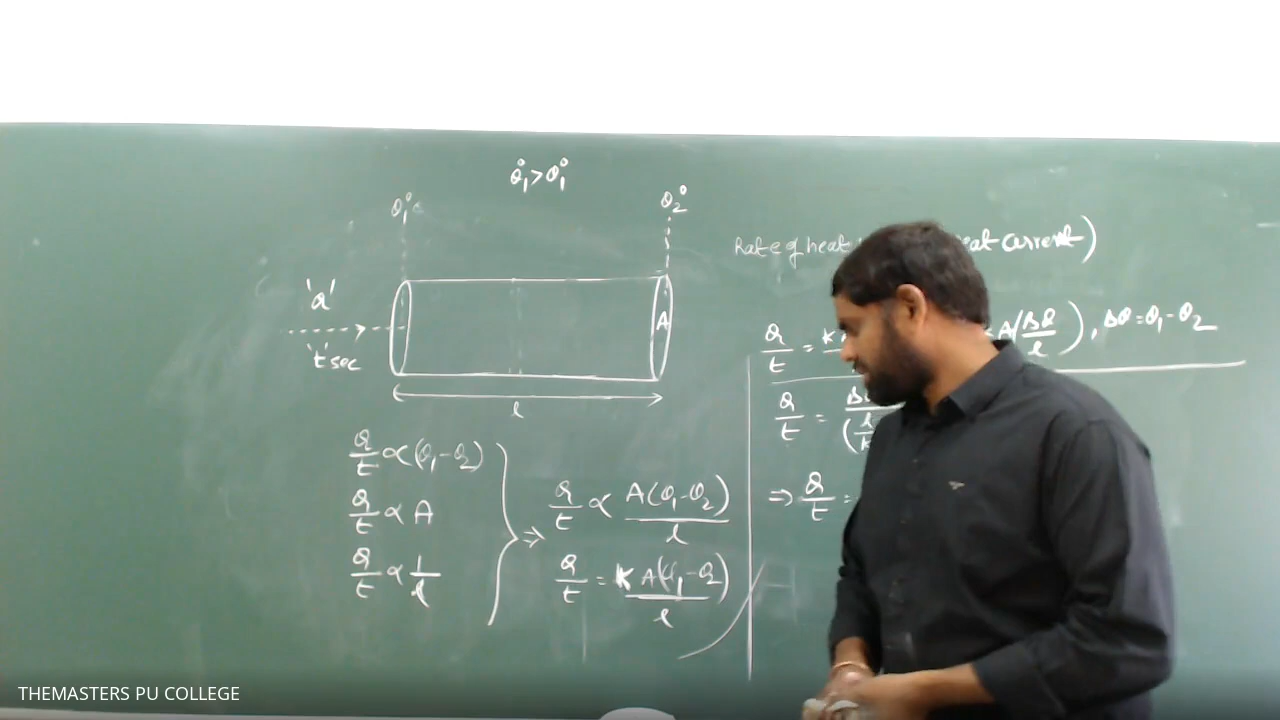 θ₁° > θ₁°
θ₁°c
θ₂°
'Q'
't' sec
A
l
Q/t ∝ (θ₁-θ₂)
Q/t ∝ A
Q/t ∝ 1/l
⇒ Q/t ∝ A(θ₁-θ₂)/l
Q/t = KA(θ₁-θ₂)/l
Rate of heat
current)
Q/t = K
A(Δθ/l), Δθ = θ₁-θ₂
Q/t =
⇒ Q/t =
THEMASTERS PU COLLEGE